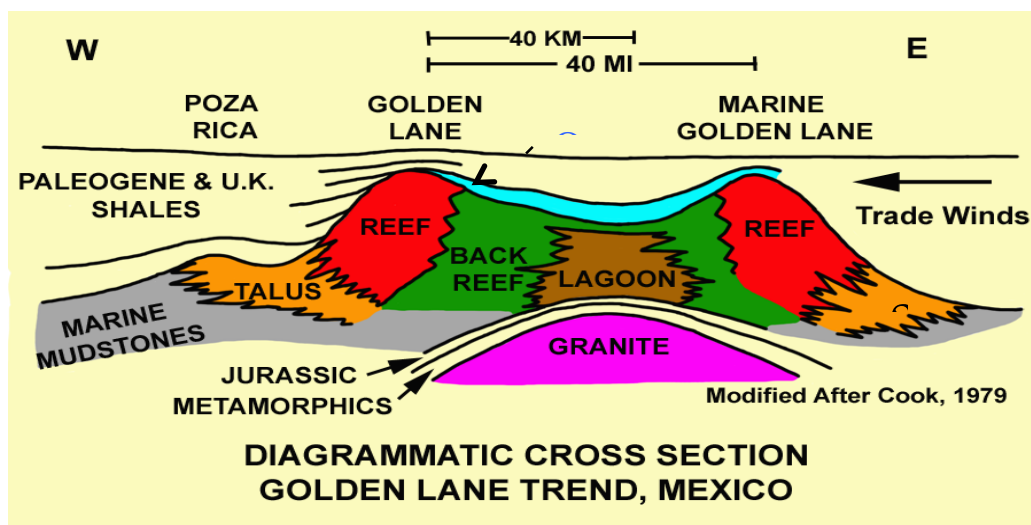 W
E
40 KM
40 MI
POZA
RICA
GOLDEN
LANE
MARINE
GOLDEN LANE
PALEOGENE & U.K.
SHALES
Trade Winds
REEF
REEF
BACK
REEF
LAGOON
TALUS
MARINE
MUDSTONES
GRANITE
JURASSIC
METAMORPHICS
Modified After Cook, 1979
DIAGRAMMATIC CROSS SECTION
GOLDEN LANE TREND, MEXICO